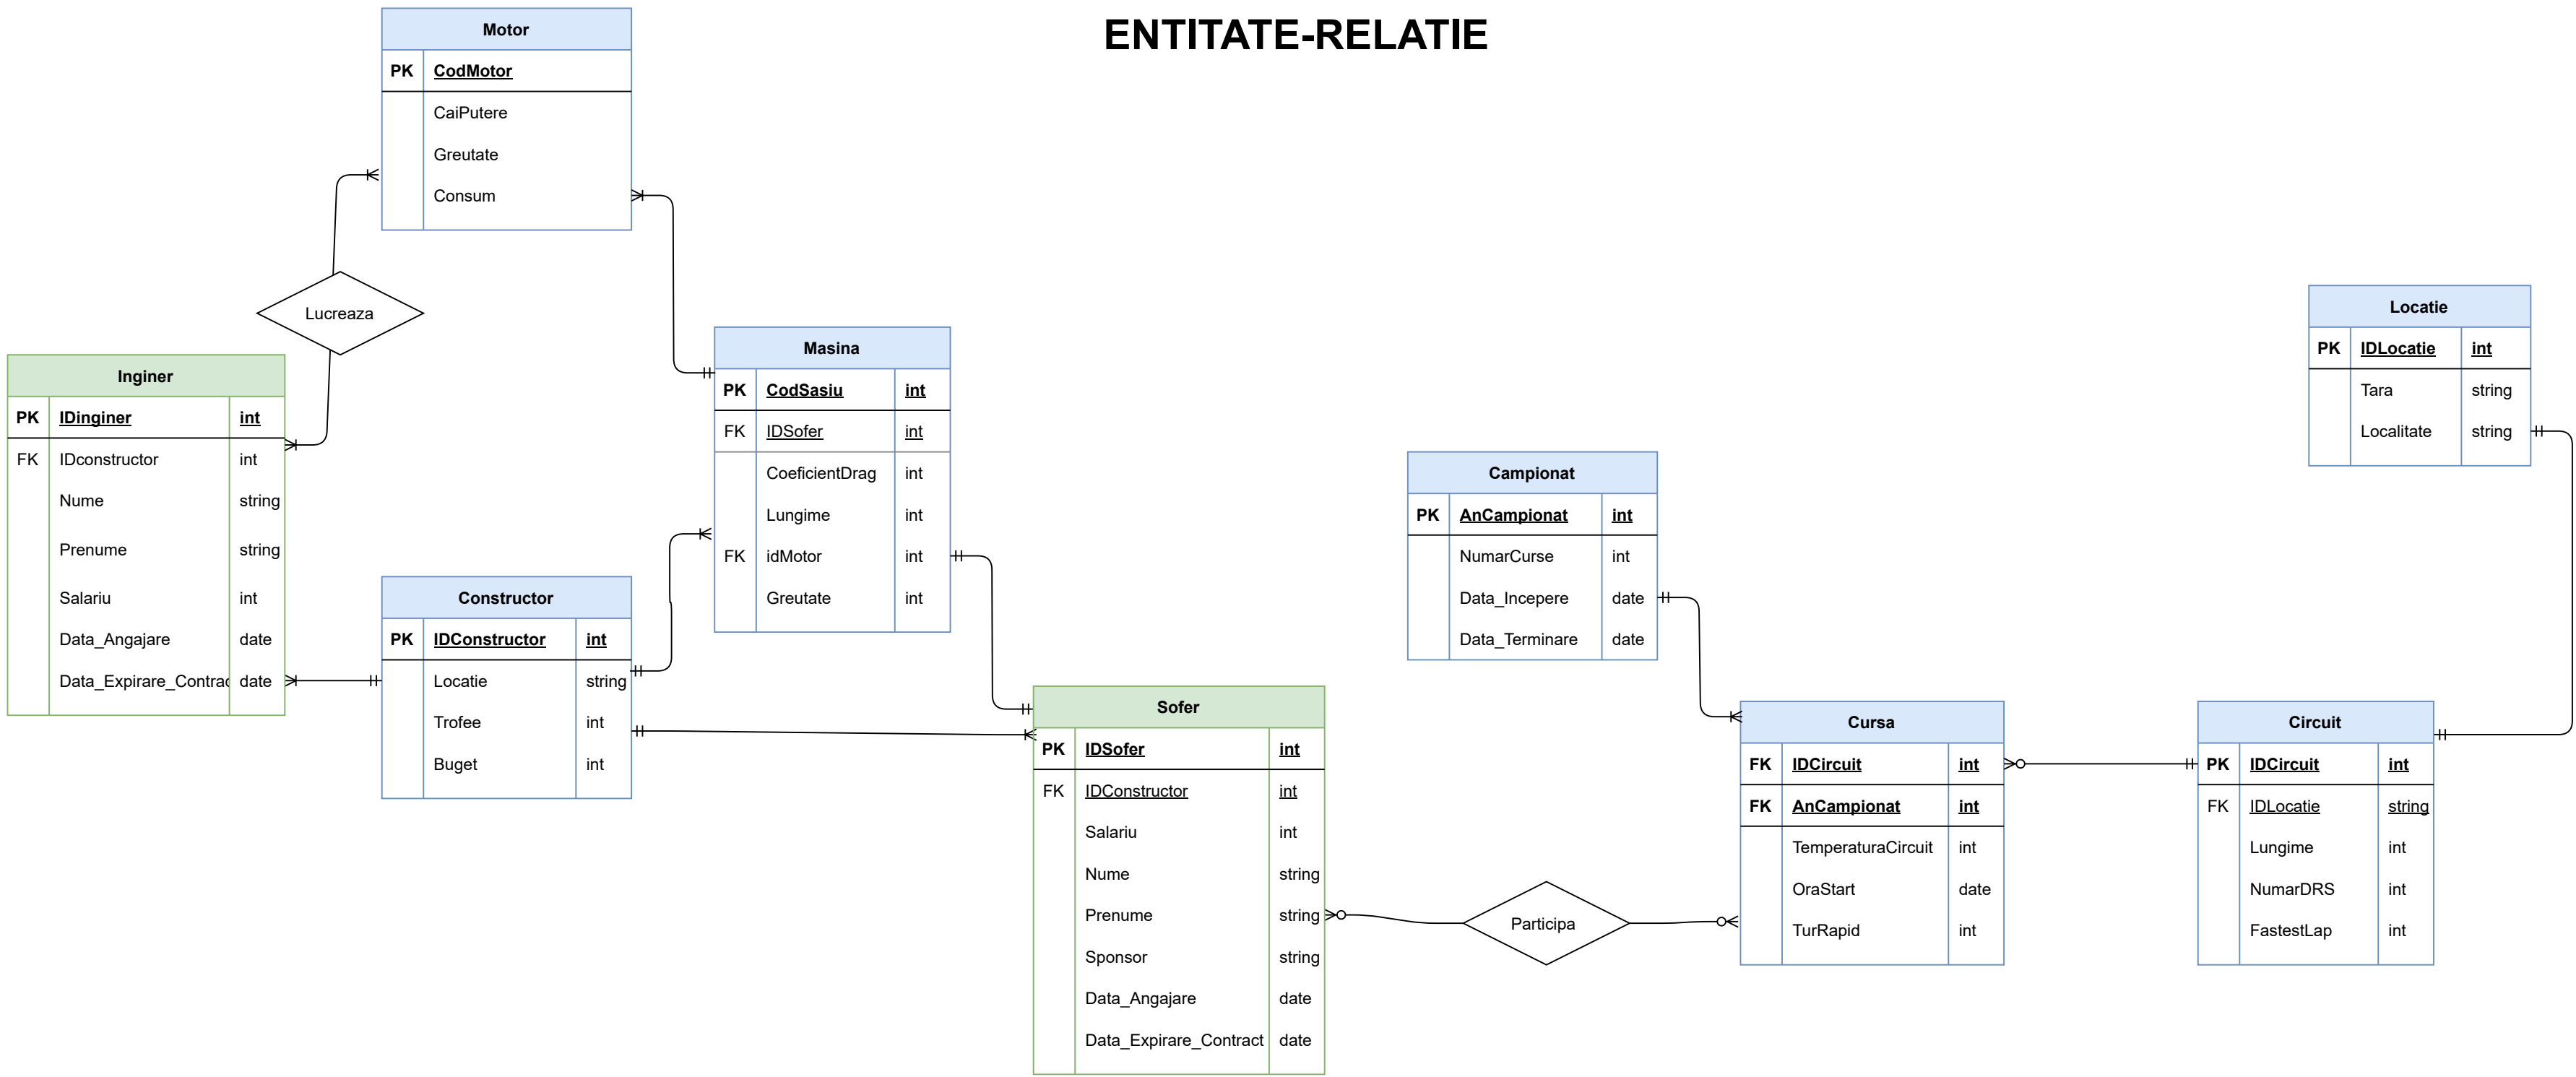 ENTITATE-RELATIE
Motor
PK CodMotor
CaiPutere
Greutate
Consum
Lucreaza
Inginer
PK IDinginer int
FK IDconstructor int
Nume string
Prenume string
Salariu int
Data_Angajare date
Data_Expirare_Contrac date
Constructor
PK IDConstructor int
Locatie string
Trofee int
Buget int
Masina
PK CodSasiu int
FK IDSofer int
CoeficientDrag int
Lungime int
FK idMotor int
Greutate int
Sofer
PK IDSofer int
FK IDConstructor int
Salariu int
Nume string
Prenume string
Sponsor string
Data_Angajare date
Data_Expirare_Contract date
Participa
Campionat
PK AnCampionat int
NumarCurse int
Data_Incepere date
Data_Terminare date
Cursa
FK IDCircuit int
FK AnCampionat int
TemperaturaCircuit int
OraStart date
TurRapid int
Circuit
PK IDCircuit int
FK IDLocatie string
Lungime int
NumarDRS int
FastestLap int
Locatie
PK IDLocatie int
Tara string
Localitate string